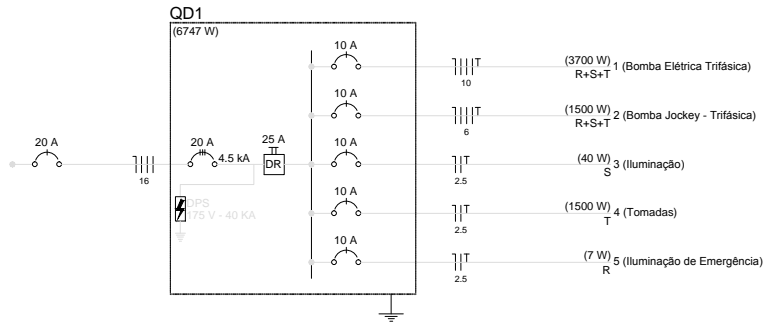 QD1
(6747 W)
10 A
T
10
(3700 W)
R+S+T
1 (Bomba Elétrica Trifásica)
10 A
T
6
(1500 W)
R+S+T
2 (Bomba Jockey - Trifásica)
20 A
16
20 A
4.5 kA
25 A
DR
10 A
T
2.5
(40 W)
S
3 (Iluminação)
DPS
175 V - 40 KA
10 A
T
2.5
(1500 W)
T
4 (Tomadas)
10 A
T
2.5
(7 W)
R
5 (Iluminação de Emergência)